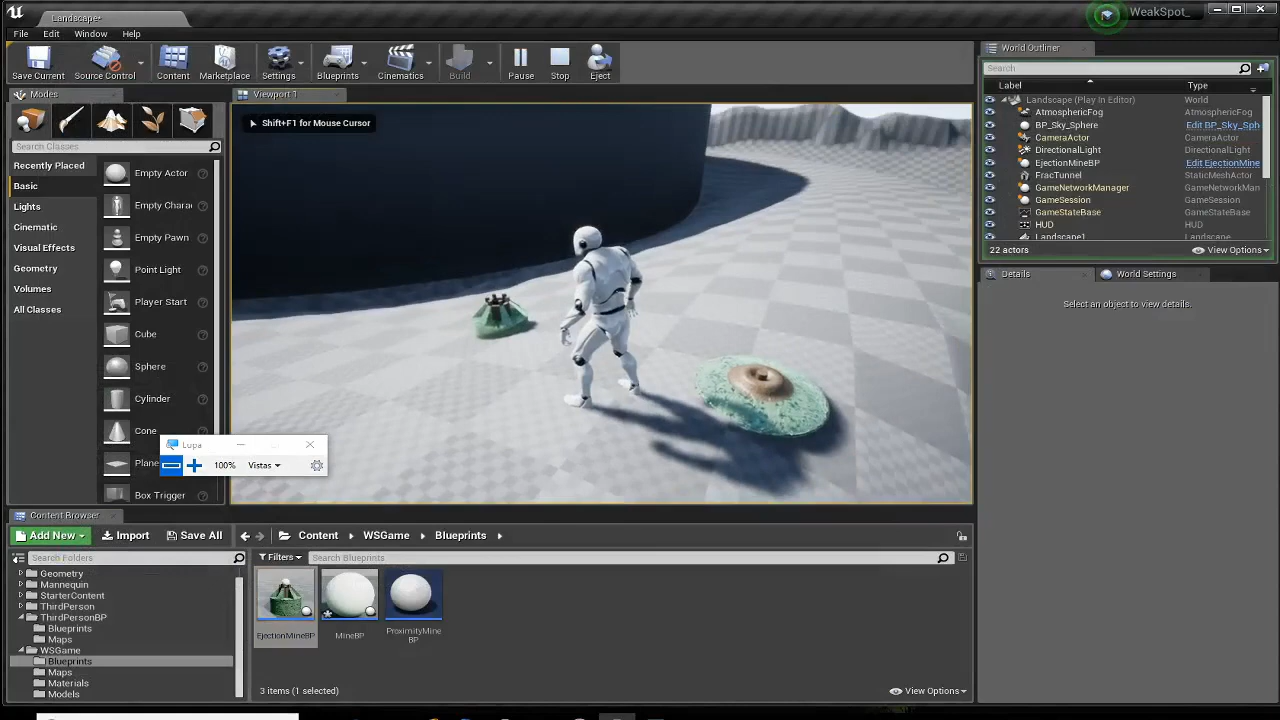 Landscape*
WeakSpot_
File Edit Window Help
Save Current
Source Control
Content
Marketplace
Settings
Blueprints
Cinematics
Build
Pause
Stop
Eject
Modes
Search Classes
Recently Placed
Basic
Lights
Cinematic
Visual Effects
Geometry
Volumes
All Classes
Empty Actor
Empty Chara
Empty Pawn
Point Light
Player Start
Cube
Sphere
Cylinder
Cone
Plane
Box Trigger
Viewport 1
Shift+F1 for Mouse Cursor
Lupa
100% Vistas
World Outliner
Search
Label Type
Landscape (Play In Editor) World
AtmosphericFog AtmosphericFog
BP_Sky_Sphere Edit BP_Sky_Sph
CameraActor CameraActor
DirectionalLight DirectionalLight
EjectionMineBP Edit EjectionMine
FracTunnel StaticMeshActor
GameNetworkManager GameNetworkMan
GameSession GameSession
GameStateBase GameStateBase
HUD HUD
Landscape1 Landscape
22 actors View Options
Details World Settings
Select an object to view details.
Content Browser
Add New Import Save All Content WSGame Blueprints
Search Folders
Filters Search Blueprints
Geometry
Mannequin
StarterContent
ThirdPerson
ThirdPersonBP
Blueprints
Maps
WSGame
Blueprints
Maps
Materials
Models
EjectionMineBP
MineBP
ProximityMine
BP
3 items (1 selected) View Options